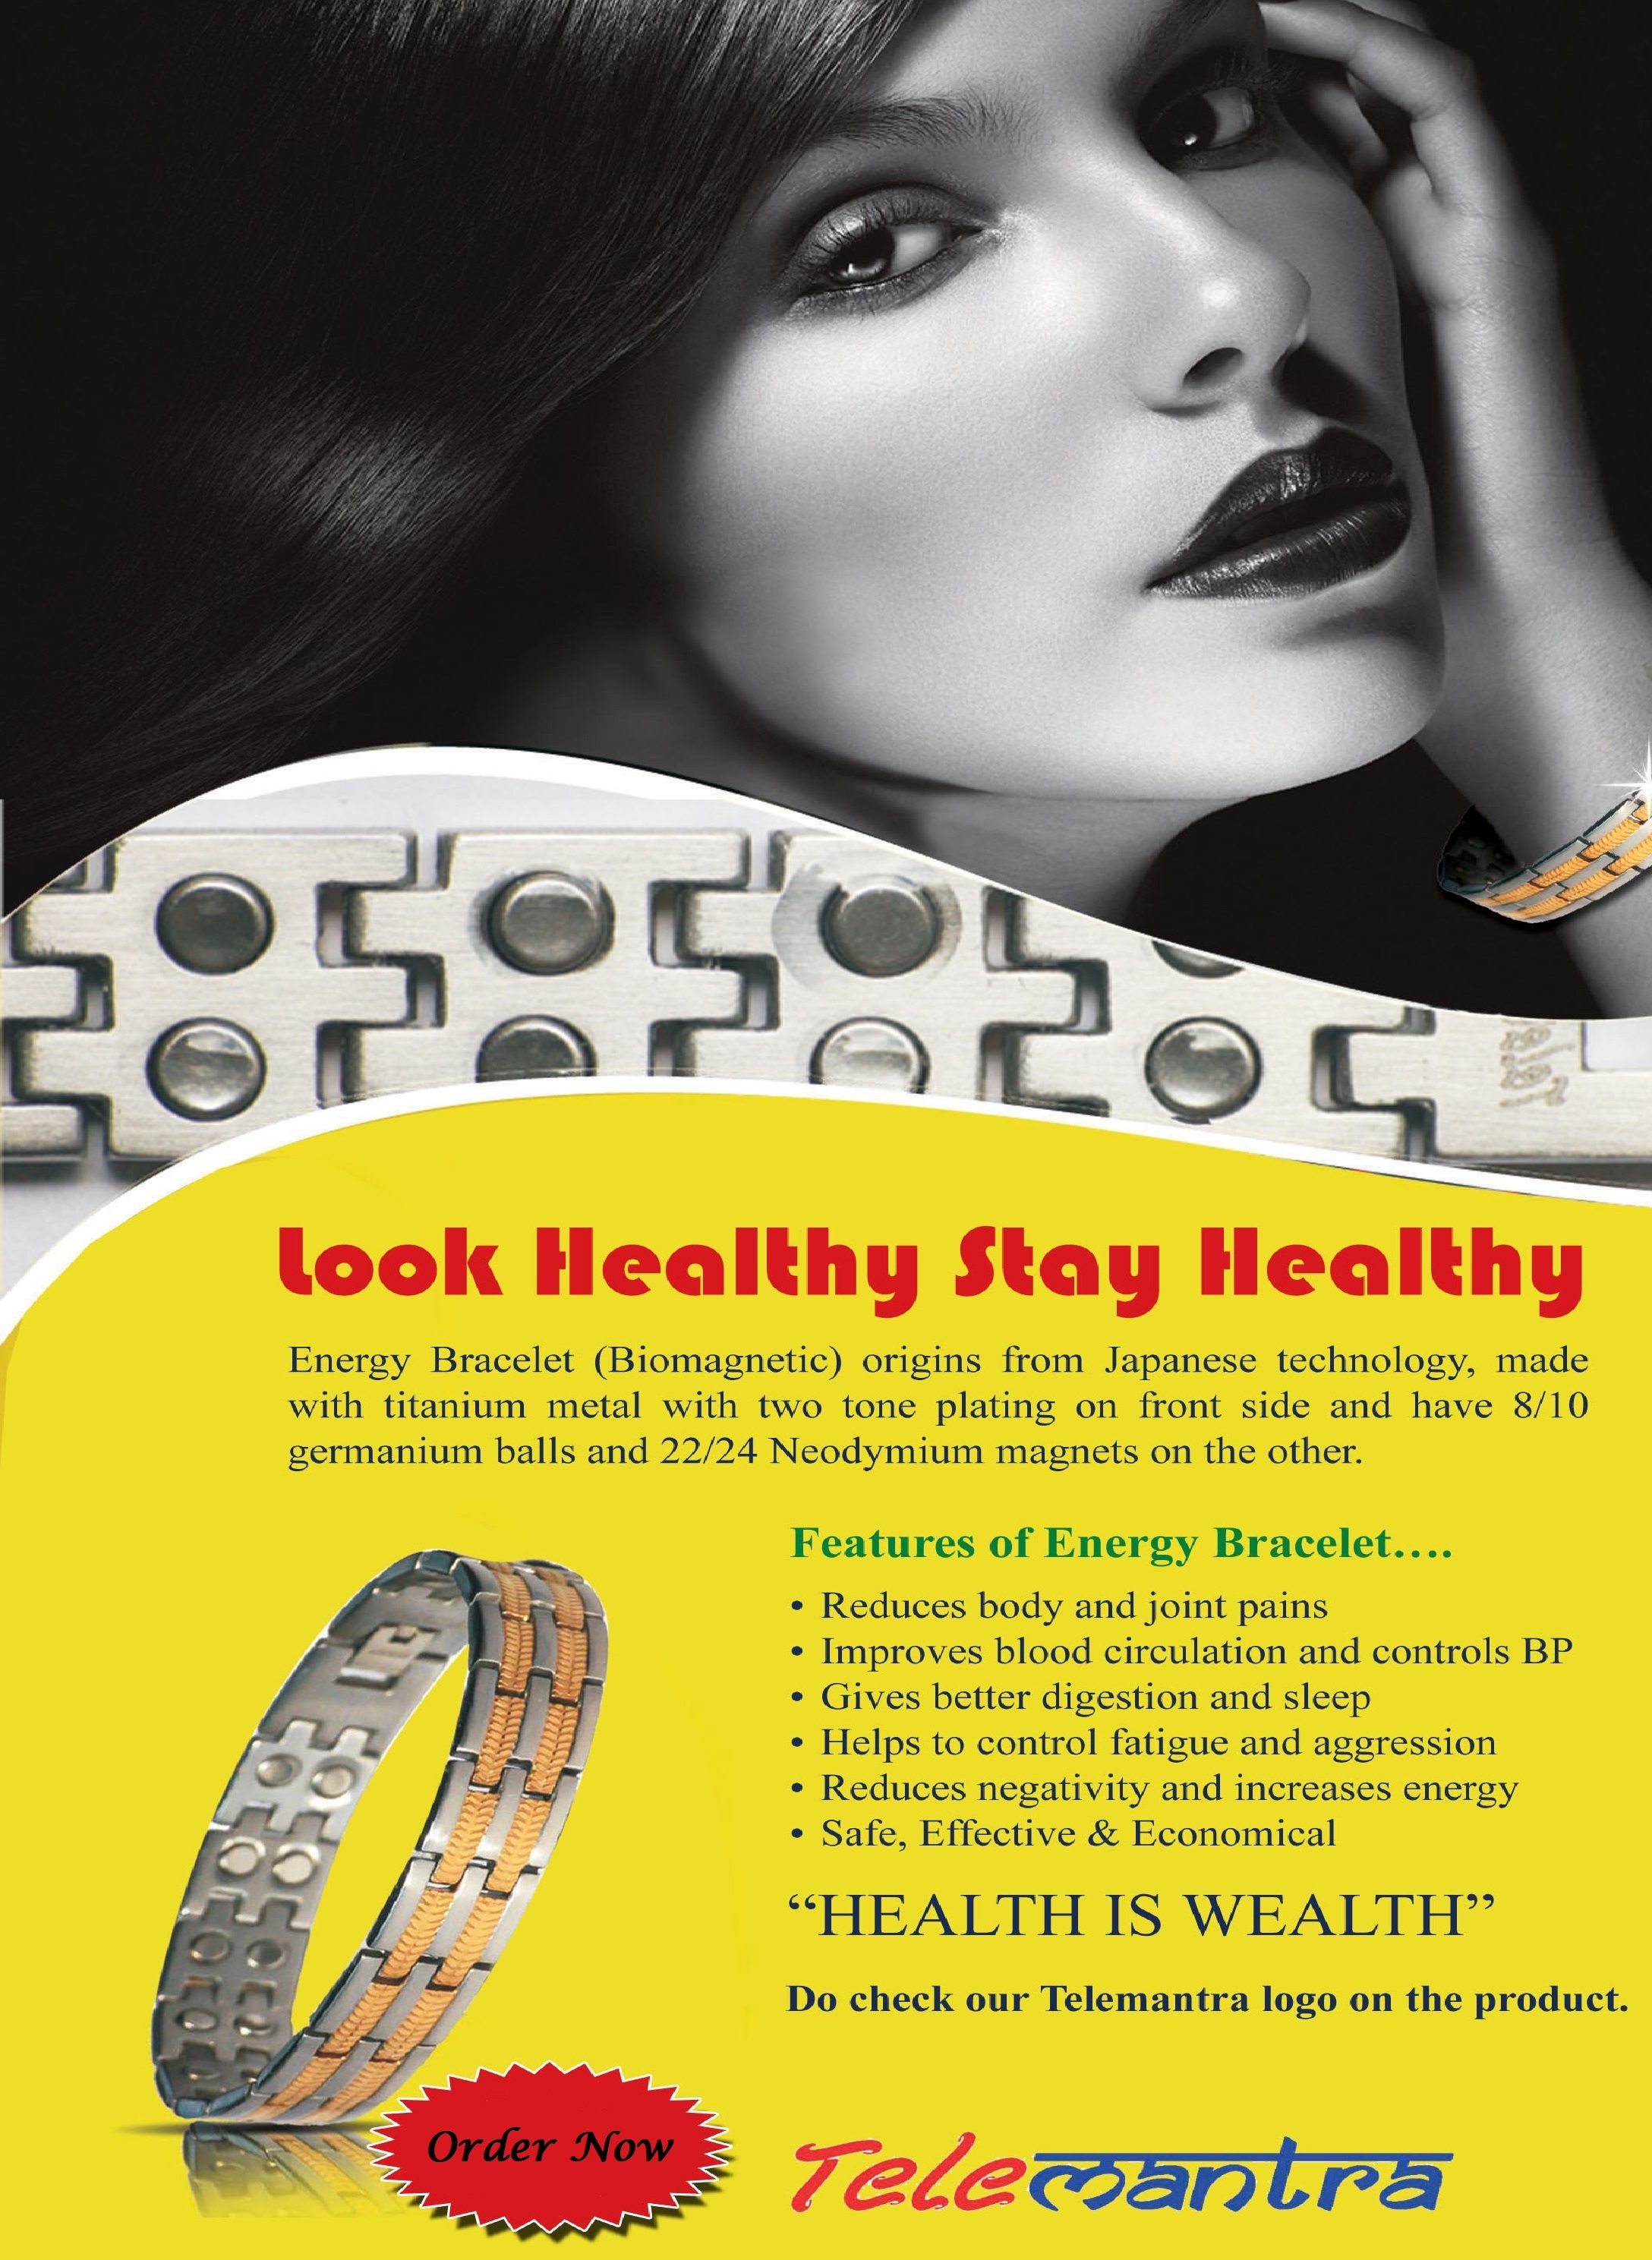 Look Healthy Stay Healthy
Energy Bracelet (Biomagnetic) origins from Japanese technology, made
with titanium metal with two tone plating on front side and have 8/10
germanium balls and 22/24 Neodymium magnets on the other.
Features of Energy Bracelet....
• Reduces body and joint pains
• Improves blood circulation and controls BP
• Gives better digestion and sleep
• Helps to control fatigue and aggression
• Reduces negativity and increases energy
• Safe, Effective & Economical
“HEALTH IS WEALTH”
Do check our Telemantra logo on the product.
Order Now
Telemantra